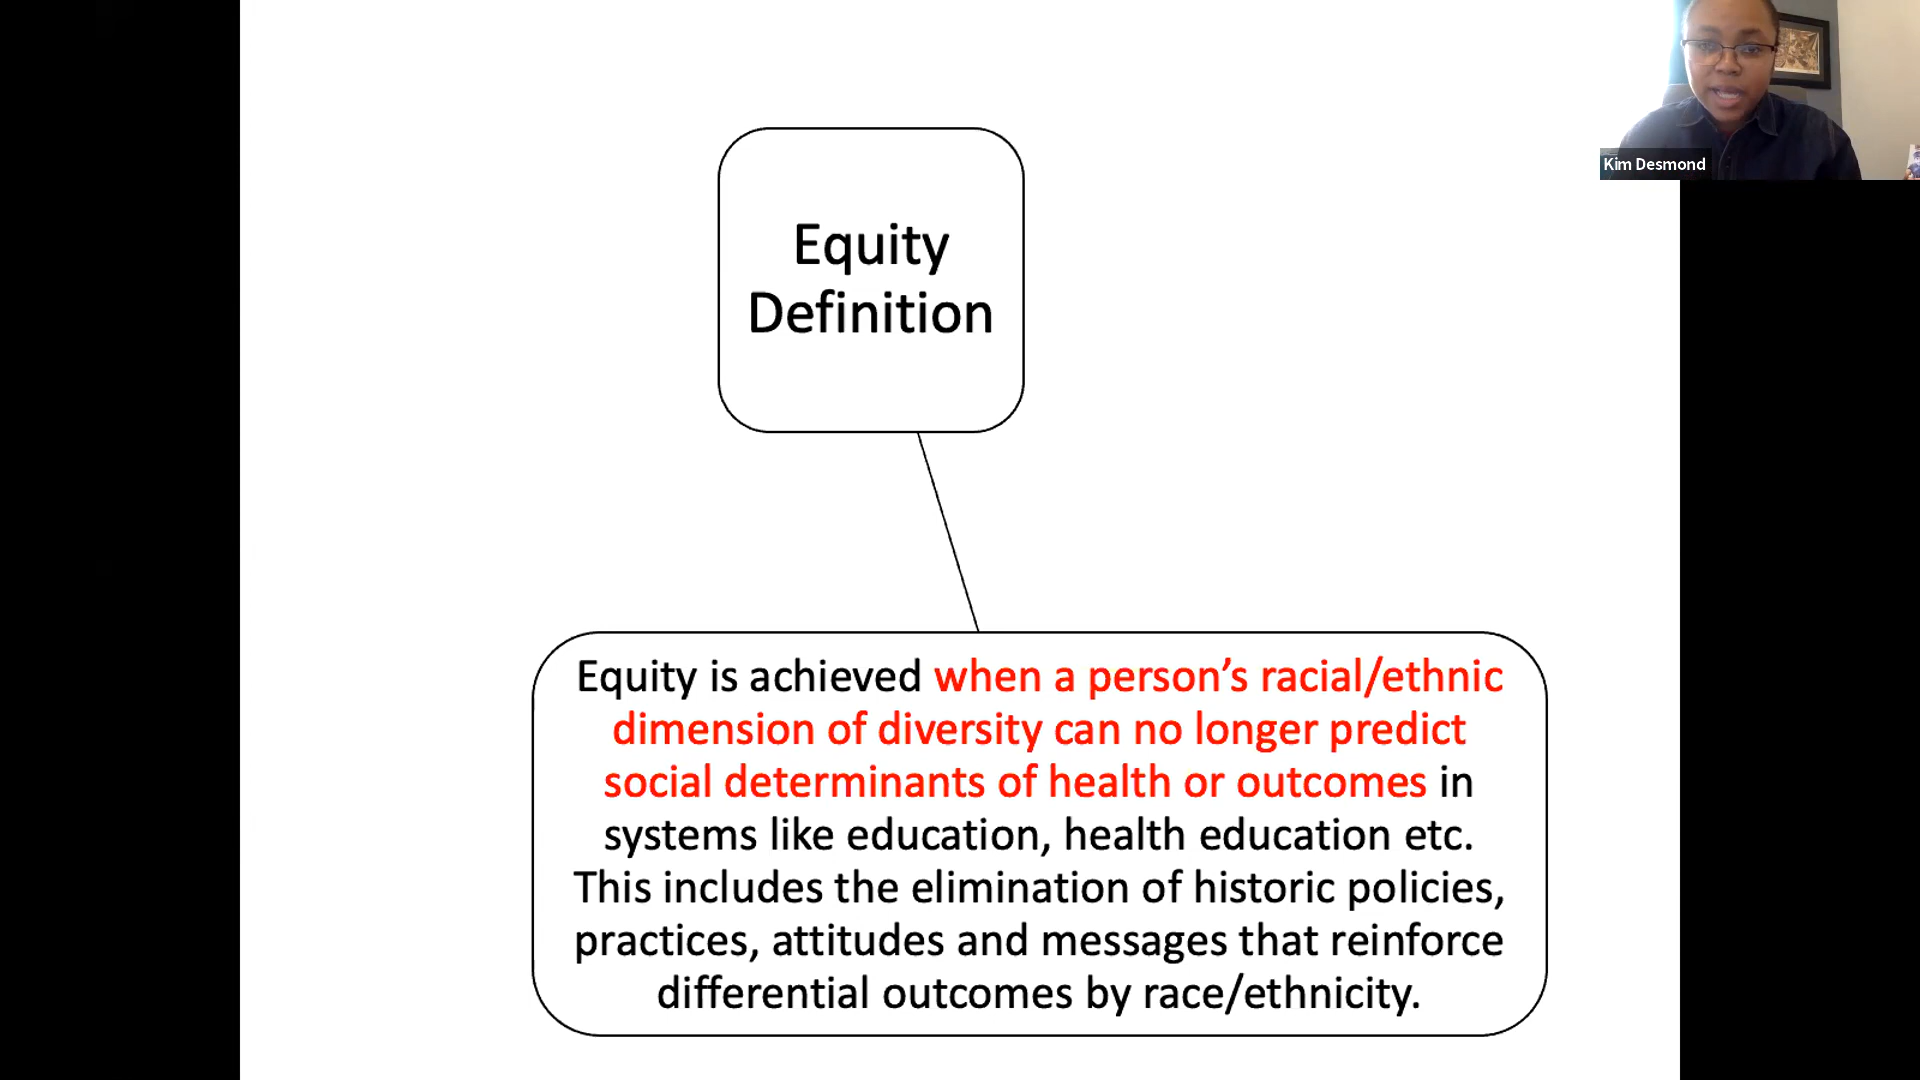 Kim Desmond
Equity
Definition
Equity is achieved when a person’s racial/ethnic
dimension of diversity can no longer predict
social determinants of health or outcomes in
systems like education, health education etc.
This includes the elimination of historic policies,
practices, attitudes and messages that reinforce
differential outcomes by race/ethnicity.